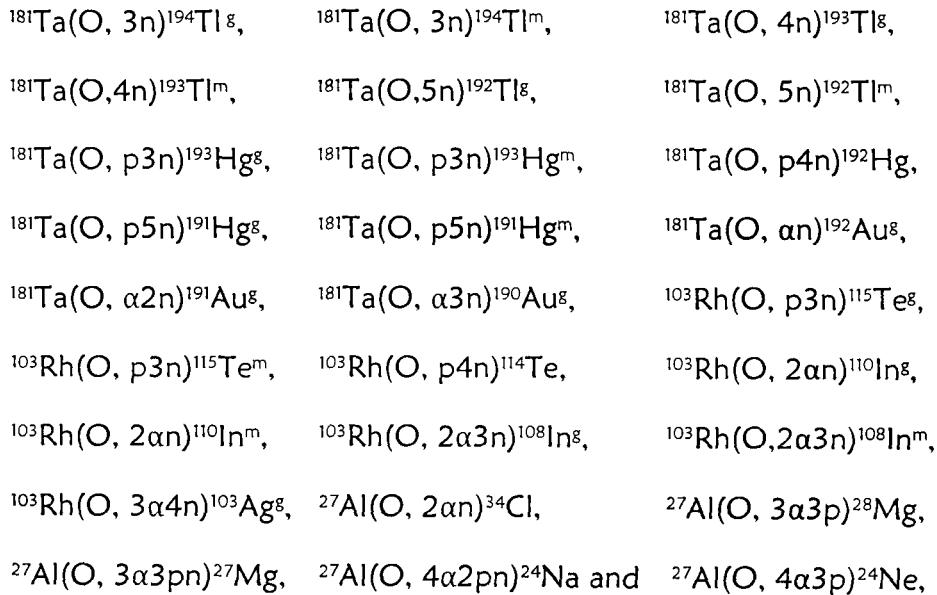 ¹⁸¹Ta(O, 3n)¹⁹⁴Tlᵍ, ¹⁸¹Ta(O, 3n)¹⁹⁴Tlᵐ, ¹⁸¹Ta(O, 4n)¹⁹³Tlᵍ,
¹⁸¹Ta(O,4n)¹⁹³Tlᵐ, ¹⁸¹Ta(O,5n)¹⁹²Tlᵍ, ¹⁸¹Ta(O, 5n)¹⁹²Tlᵐ,
¹⁸¹Ta(O, p3n)¹⁹³Hgᵍ, ¹⁸¹Ta(O, p3n)¹⁹³Hgᵐ, ¹⁸¹Ta(O, p4n)¹⁹²Hg,
¹⁸¹Ta(O, p5n)¹⁹¹Hgᵍ, ¹⁸¹Ta(O, p5n)¹⁹¹Hgᵐ, ¹⁸¹Ta(O, αn)¹⁹²Auᵍ,
¹⁸¹Ta(O, α2n)¹⁹¹Auᵍ, ¹⁸¹Ta(O, α3n)¹⁹⁰Auᵍ, ¹⁰³Rh(O, p3n)¹¹⁵Teᵍ,
¹⁰³Rh(O, p3n)¹¹⁵Teᵐ, ¹⁰³Rh(O, p4n)¹¹⁴Te, ¹⁰³Rh(O, 2αn)¹¹⁰Inᵍ,
¹⁰³Rh(O, 2αn)¹¹⁰Inᵐ, ¹⁰³Rh(O, 2α3n)¹⁰⁸Inᵍ, ¹⁰³Rh(O,2α3n)¹⁰⁸Inᵐ,
¹⁰³Rh(O, 3α4n)¹⁰³Agᵍ, ²⁷Al(O, 2αn)³⁴Cl, ²⁷Al(O, 3α3p)²⁸Mg,
²⁷Al(O, 3α3pn)²⁷Mg, ²⁷Al(O, 4α2pn)²⁴Na and ²⁷Al(O, 4α3p)²⁴Ne,